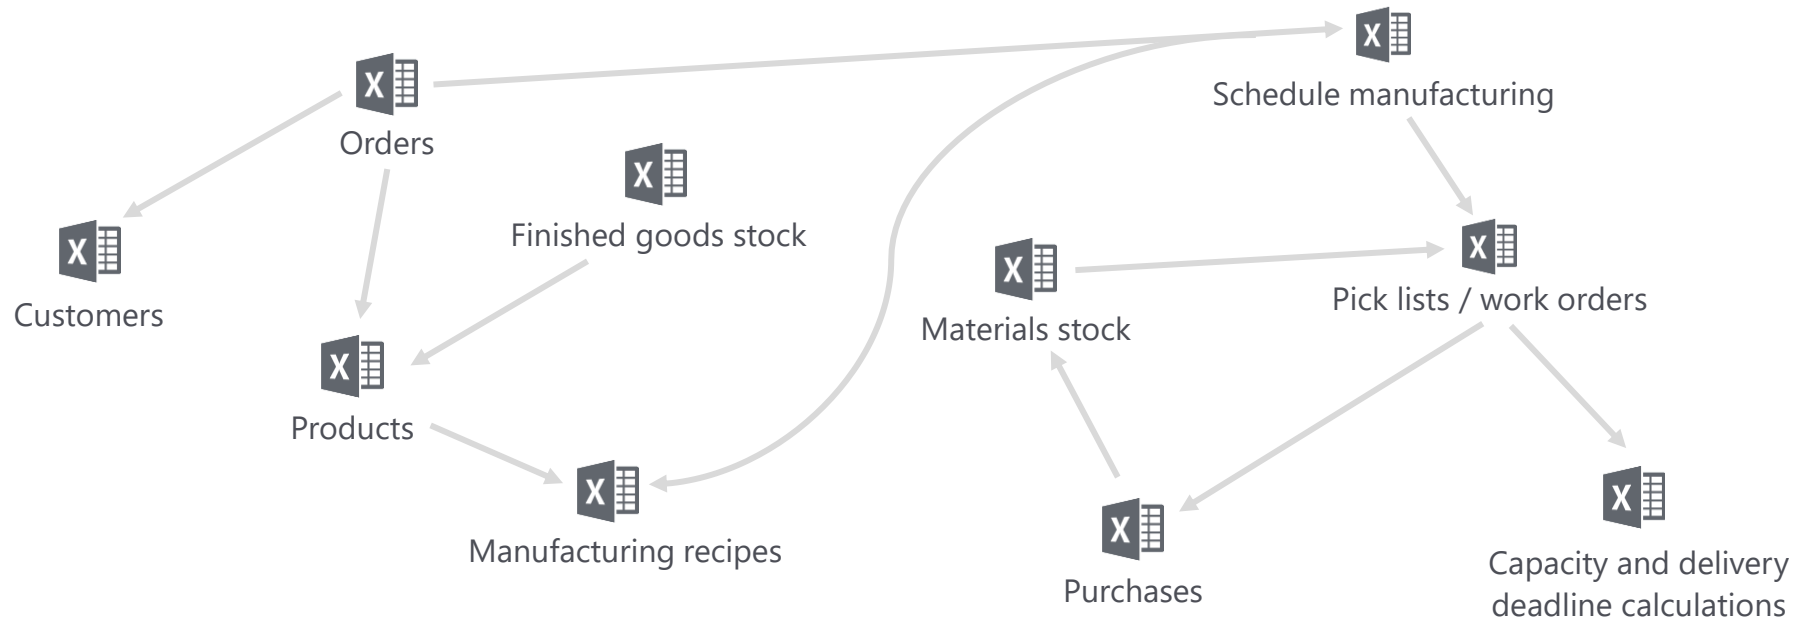 Schedule manufacturing
Orders
Finished goods stock
Customers
Materials stock
Pick lists / work orders
Products
Manufacturing recipes
Purchases
Capacity and delivery
deadline calculations
X
X
X
X
X
X
X
X
X
X